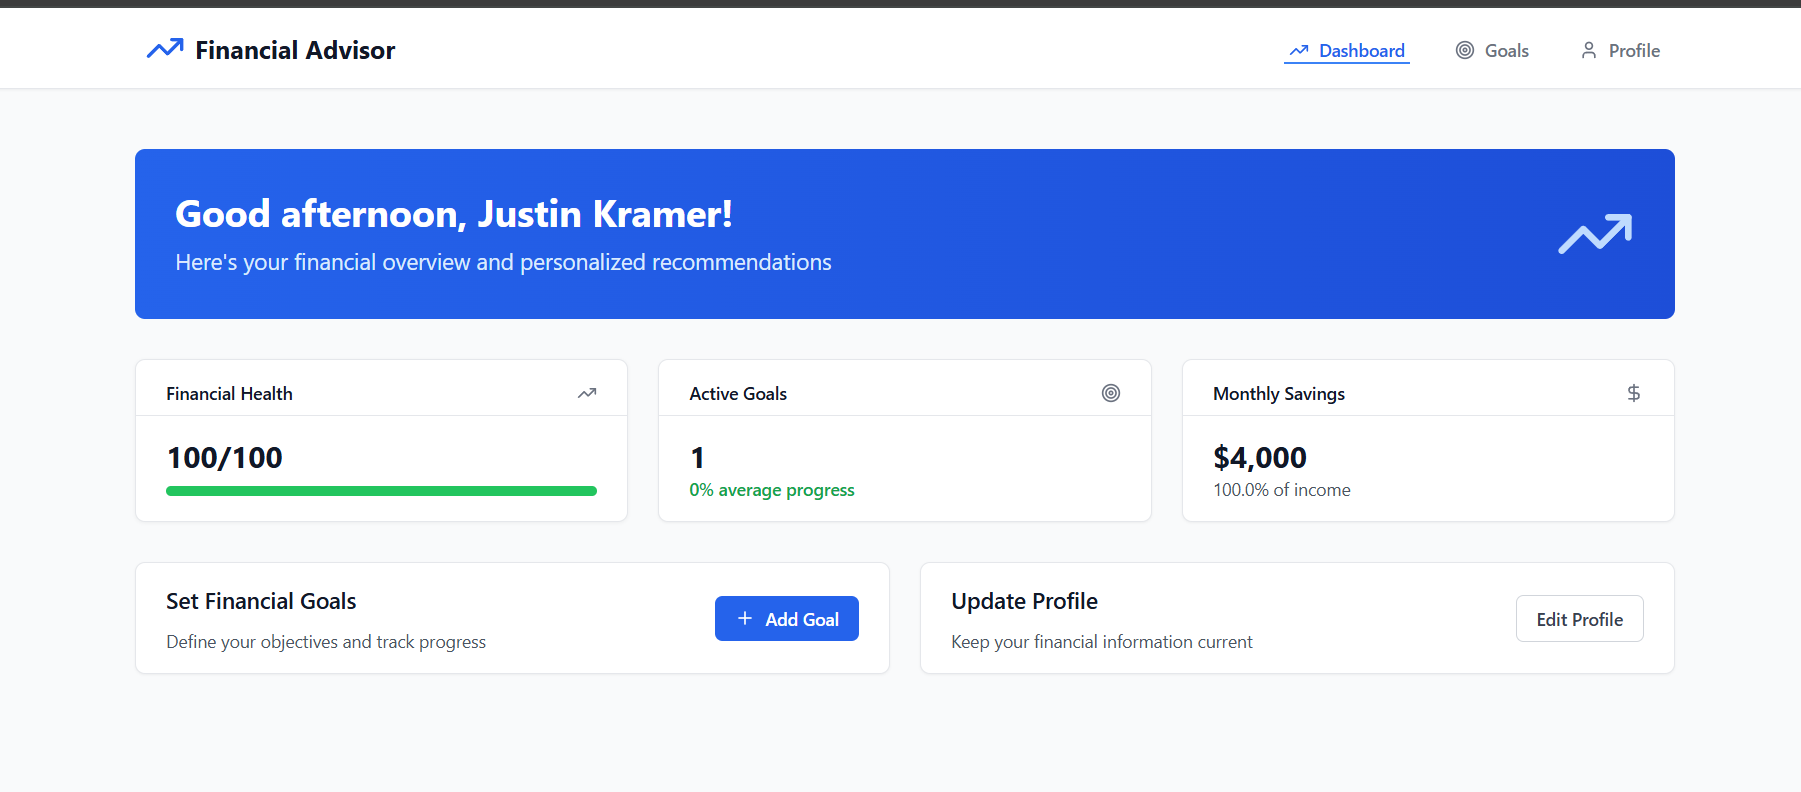 Financial Advisor
Dashboard
Goals
Profile
Good afternoon, Justin Kramer!
Here's your financial overview and personalized recommendations
Financial Health
100/100
Active Goals
1
0% average progress
Monthly Savings
$4,000
100.0% of income
Set Financial Goals
Define your objectives and track progress
+ Add Goal
Update Profile
Keep your financial information current
Edit Profile